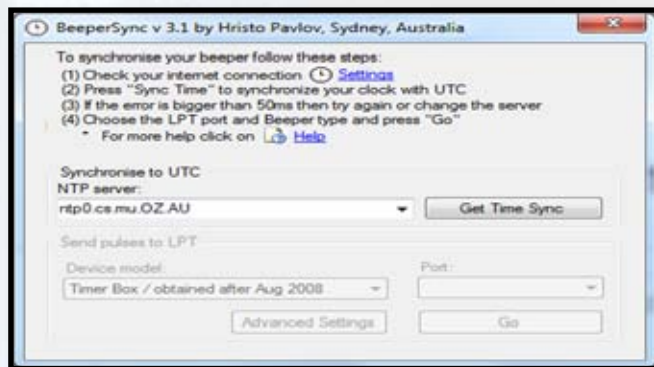 BeeperSync v 3.1 by Hristo Pavlov, Sydney, Australia
To synchronise your beeper follow these steps:
(1) Check your internet connection Settings
(2) Press "Sync Time" to synchronize your clock with UTC
(3) If the error is bigger than 50ms then try again or change the server
(4) Choose the LPT port and Beeper type and press "Go"
* For more help click on Help
Synchronise to UTC
NTP server:
ntp0.cs.mu.OZ.AU
Get Time Sync
Send pulses to LPT
Device model:
Port:
Timer Box / obtained after Aug 2008
Advanced Settings
Go